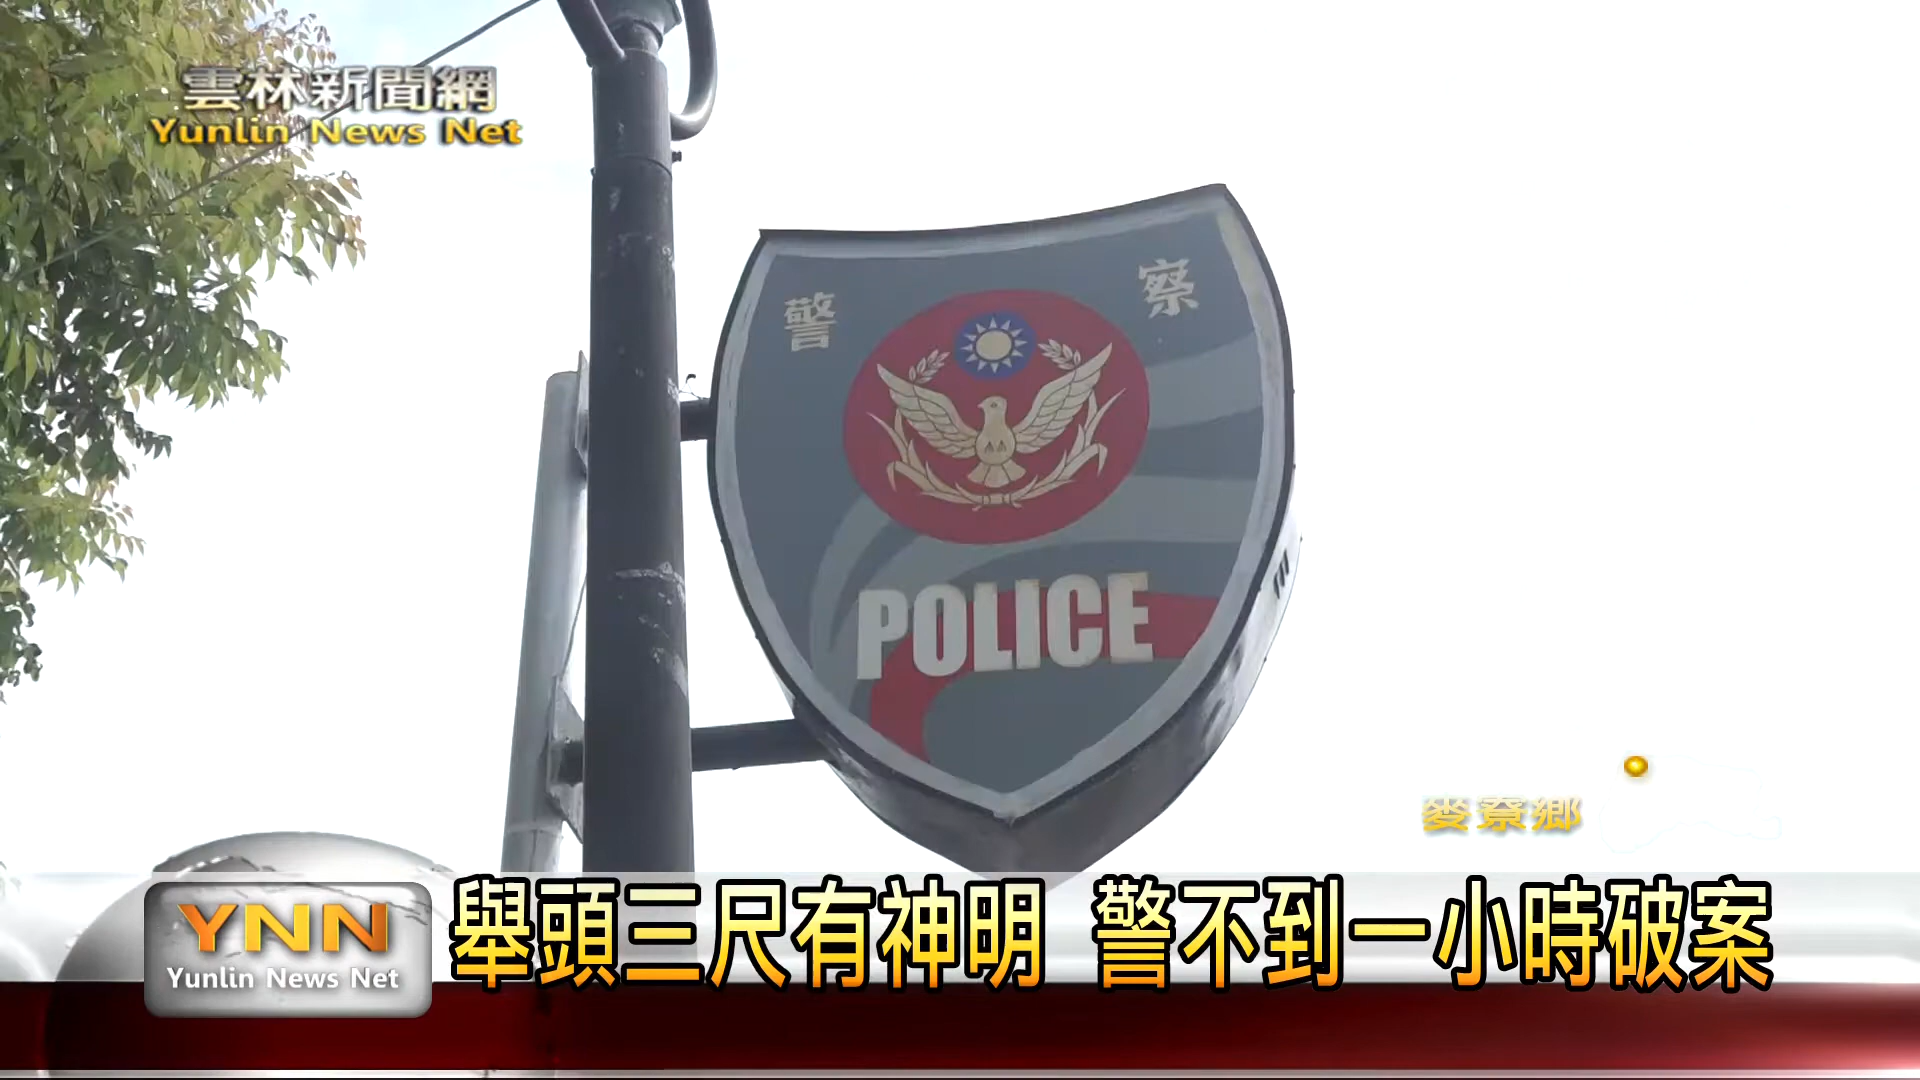 雲林新聞網
Yunlin News Net
警 察
POLICE
麥寮鄉
YNN
Yunlin News Net
舉頭三尺有神明 警不到一小時破案